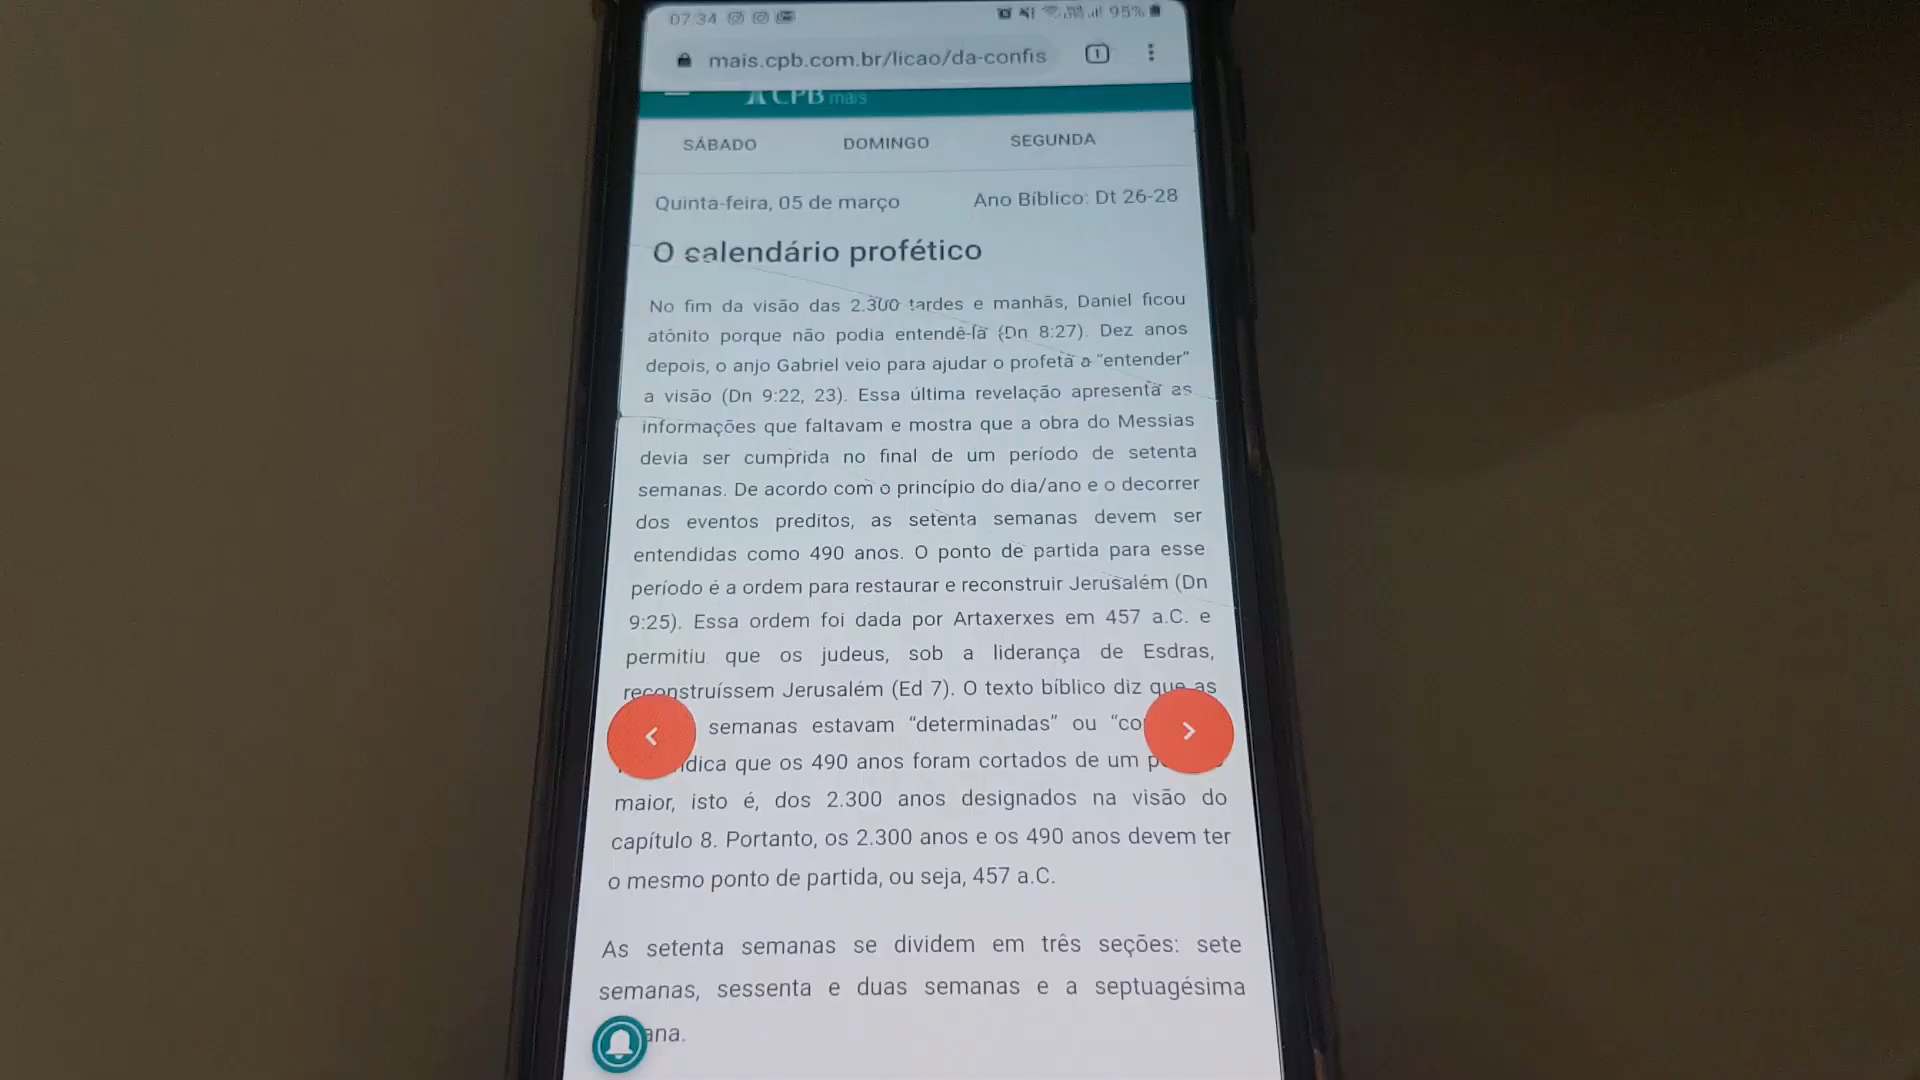 07:34 95%
mais.cpb.com.br/licao/da-confis 1
CPB mais
SÁBADO DOMINGO SEGUNDA
Quinta-feira, 05 de março Ano Bíblico: Dt 26-28
O calendário profético
No fim da visão das 2.300 tardes e manhãs, Daniel ficou
atônito porque não podia entendê-la (Dn 8:27). Dez anos
depois, o anjo Gabriel veio para ajudar o profeta a “entender”
a visão (Dn 9:22, 23). Essa última revelação apresenta as
informações que faltavam e mostra que a obra do Messias
devia ser cumprida no final de um período de setenta
semanas. De acordo com o princípio do dia/ano e o decorrer
dos eventos preditos, as setenta semanas devem ser
entendidas como 490 anos. O ponto de partida para esse
período é a ordem para restaurar e reconstruir Jerusalém (Dn
9:25). Essa ordem foi dada por Artaxerxes em 457 a.C. e
permitiu que os judeus, sob a liderança de Esdras,
reconstruíssem Jerusalém (Ed 7). O texto bíblico diz que as
semanas estavam “determinadas” ou “co
dica que os 490 anos foram cortados de um p
maior, isto é, dos 2.300 anos designados na visão do
capítulo 8. Portanto, os 2.300 anos e os 490 anos devem ter
o mesmo ponto de partida, ou seja, 457 a.C.
As setenta semanas se dividem em três seções: sete
semanas, sessenta e duas semanas e a septuagésima
ana.